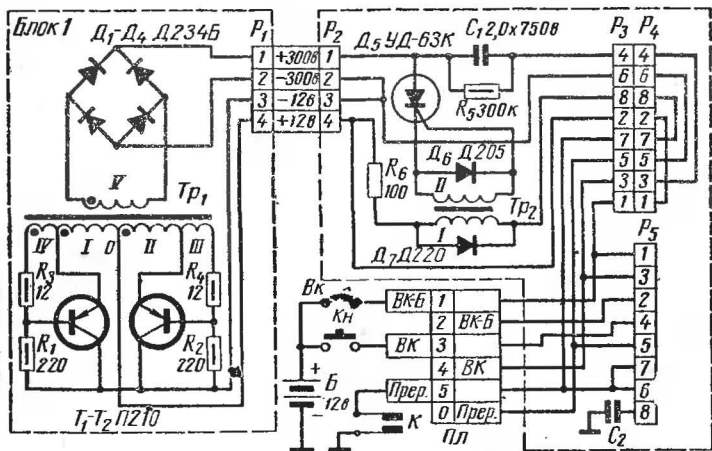 Блок 1
Д₁-Д₄ Д234Б
P₁
P₂
1 +300в 1
2 -300в 2
3 -12в 3
4 +12в 4
Д₅ УД-63К
C₁ 2,0x750в
R₅ 300к
P₃ P₄
4 4
6 6
8 8
2 2
7 7
5 5
3 3
1 1
V
Тр₁
IV I 0 II III
R₃
12
R₄
12
R₁
220
R₂
220
Т₁-Т₂ П210
R₆
100
Д₆ Д205
II
Тр₂
I
Д₇ Д220
P₅
1
3
2
4
5
7
6
8
Вк
Кн
ВК-Б 1
2 ВК-Б
ВК 3
4 ВК
Прер. 5
0 Прер.
+
Б
12в
-
К
Пл
C₂